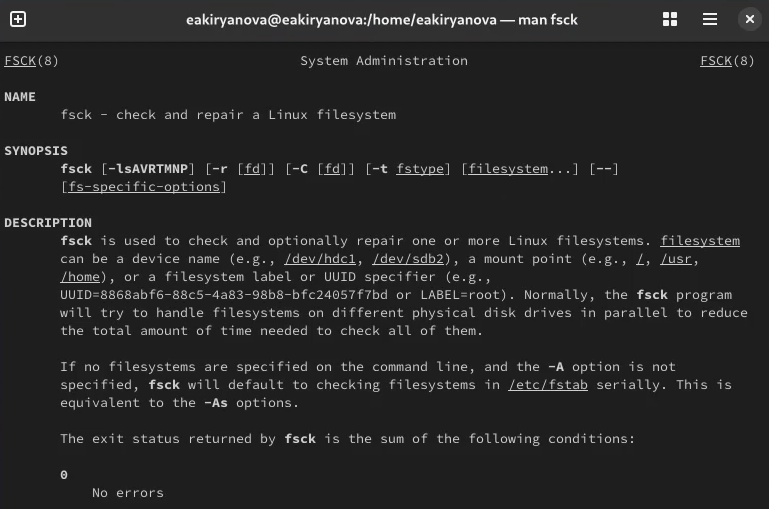 eakiryanova@eakiryanova:/home/eakiryanova — man fsck
FSCK(8) System Administration FSCK(8)
NAME
fsck - check and repair a Linux filesystem
SYNOPSIS
fsck [-lsAVRTMNP] [-r [fd]] [-C [fd]] [-t fstype] [filesystem...] [--]
[fs-specific-options]
DESCRIPTION
fsck is used to check and optionally repair one or more Linux filesystems. filesystem
can be a device name (e.g., /dev/hdc1, /dev/sdb2), a mount point (e.g., /, /usr,
/home), or a filesystem label or UUID specifier (e.g.,
UUID=8868abf6-88c5-4a83-98b8-bfc24057f7bd or LABEL=root). Normally, the fsck program
will try to handle filesystems on different physical disk drives in parallel to reduce
the total amount of time needed to check all of them.
If no filesystems are specified on the command line, and the -A option is not
specified, fsck will default to checking filesystems in /etc/fstab serially. This is
equivalent to the -As options.
The exit status returned by fsck is the sum of the following conditions:
0
No errors